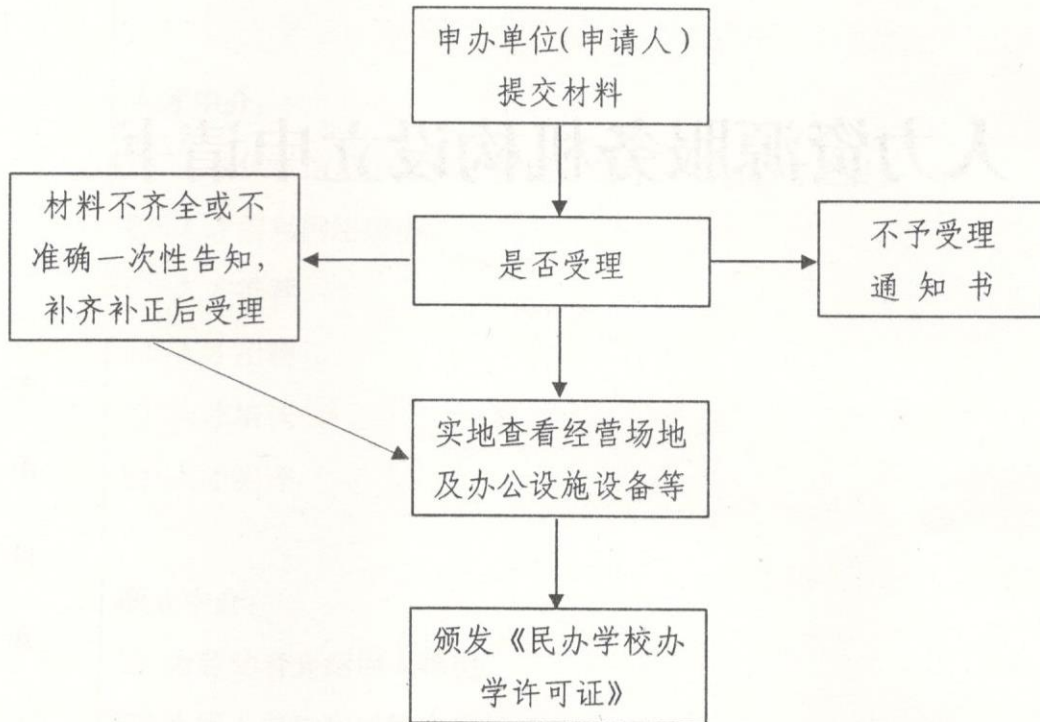 申办单位(申请人)
提交材料
材料不齐全或不
准确一次性告知,
补齐补正后受理
是否受理
不予受理
通 知 书
实地查看经营场地
及办公设施设备等
颁发《民办学校办
学许可证》